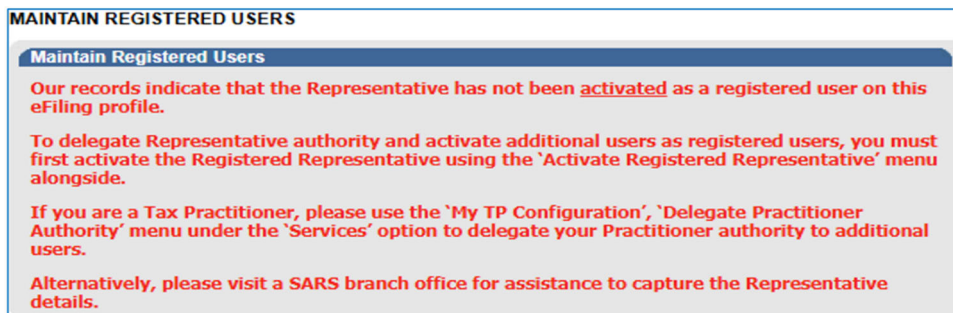 MAINTAIN REGISTERED USERS
Maintain Registered Users
Our records indicate that the Representative has not been activated as a registered user on this
eFiling profile.
To delegate Representative authority and activate additional users as registered users, you must
first activate the Registered Representative using the ‘Activate Registered Representative’ menu
alongside.
If you are a Tax Practitioner, please use the ‘My TP Configuration’, ‘Delegate Practitioner
Authority’ menu under the ‘Services’ option to delegate your Practitioner authority to additional
users.
Alternatively, please visit a SARS branch office for assistance to capture the Representative
details.